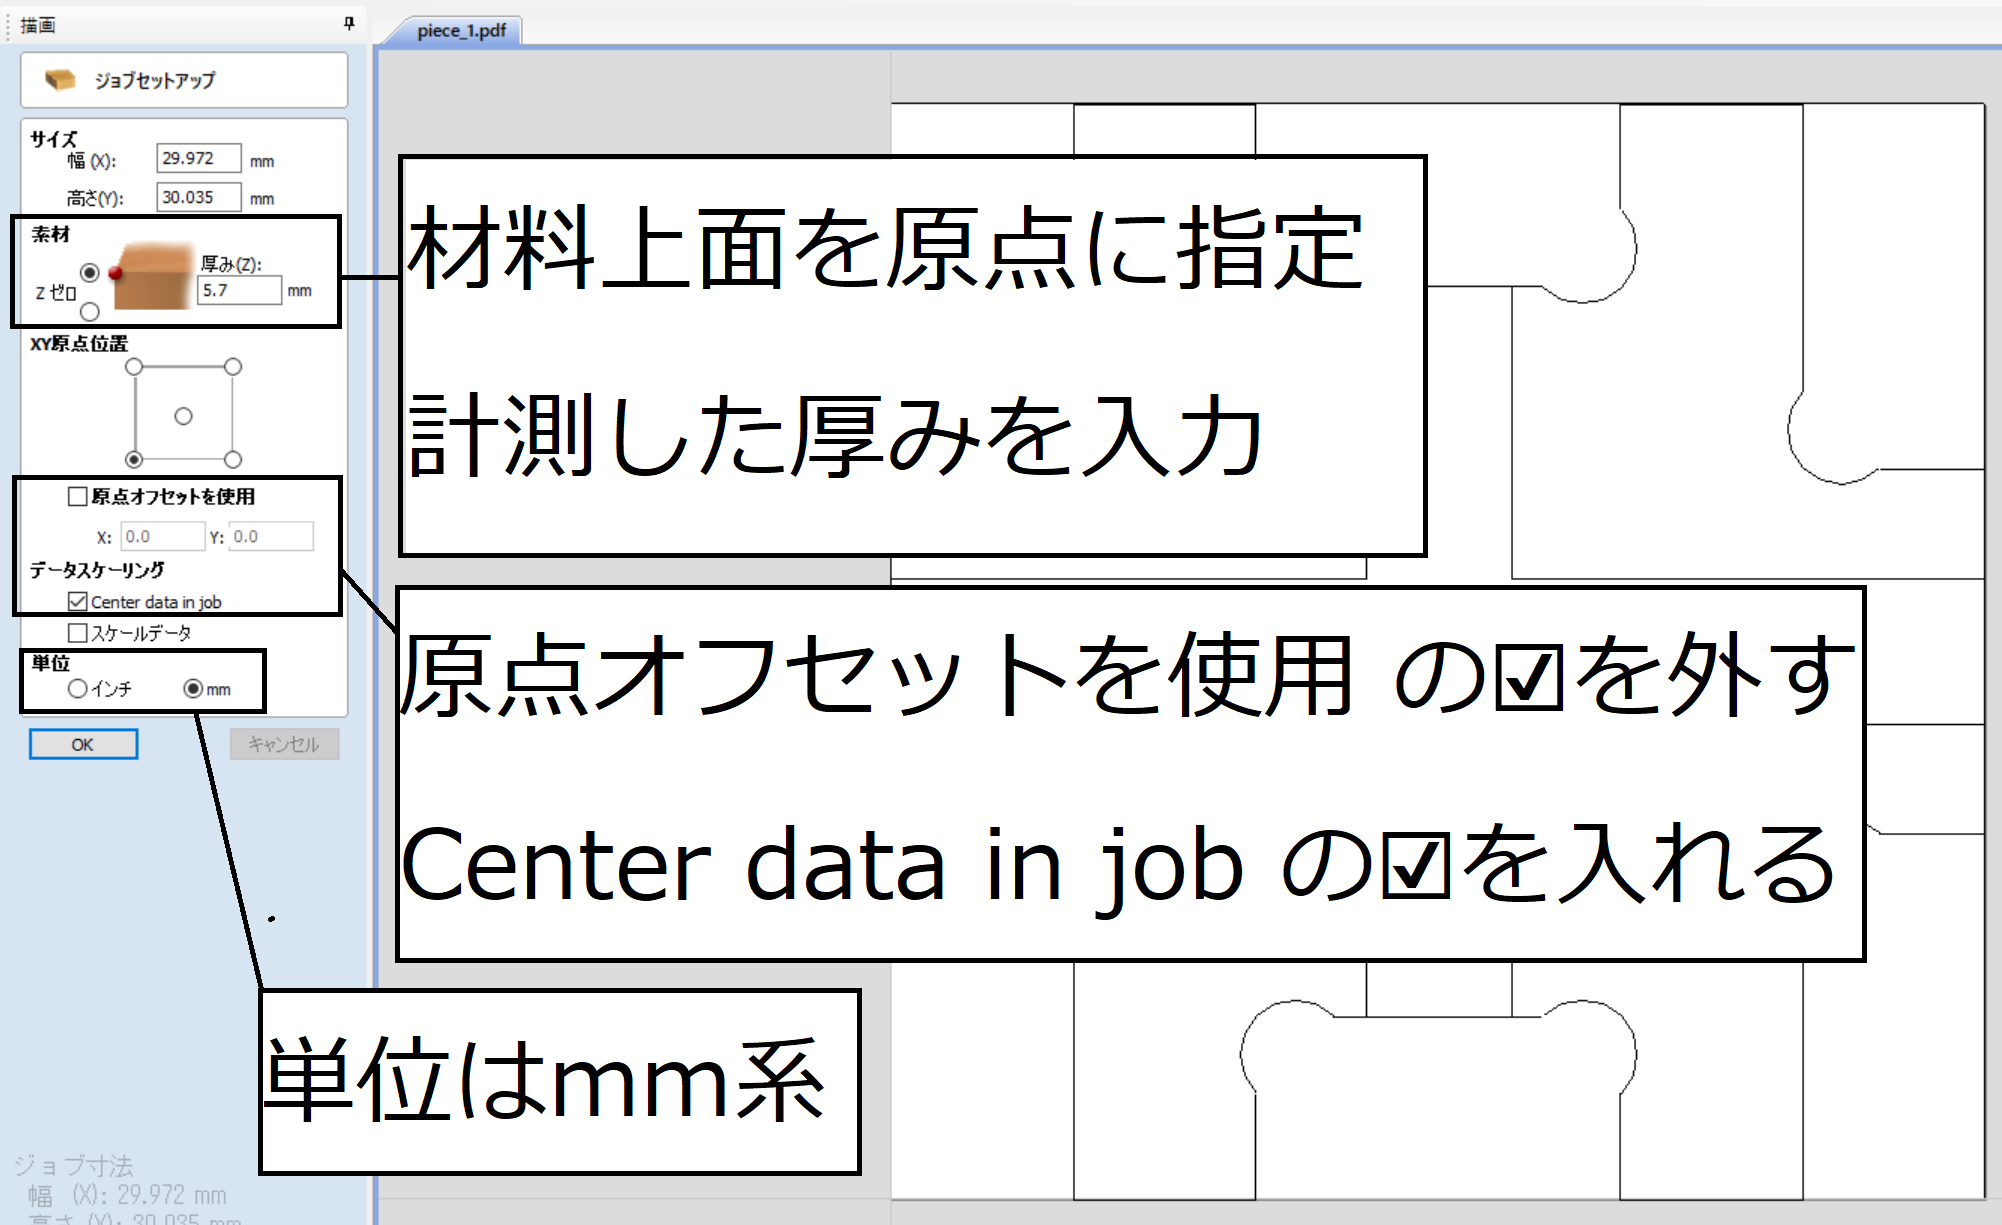 描画
piece_1.pdf
ジョブセットアップ
サイズ
幅 (X): 29.972 mm
高さ(Y): 30.035 mm
素材
厚み(Z):
Z ゼロ 5.7 mm
XY原点位置
原点オフセットを使用
X: 0.0 Y: 0.0
データスケーリング
Center data in job
スケールデータ
単位
インチ mm
OK キャンセル
材料上面を原点に指定
計測した厚みを入力
原点オフセットを使用 の☑を外す
Center data in job の☑を入れる
単位はmm系
ジョブ寸法
幅 (X): 29.972 mm
高さ (Y): 30.035 mm